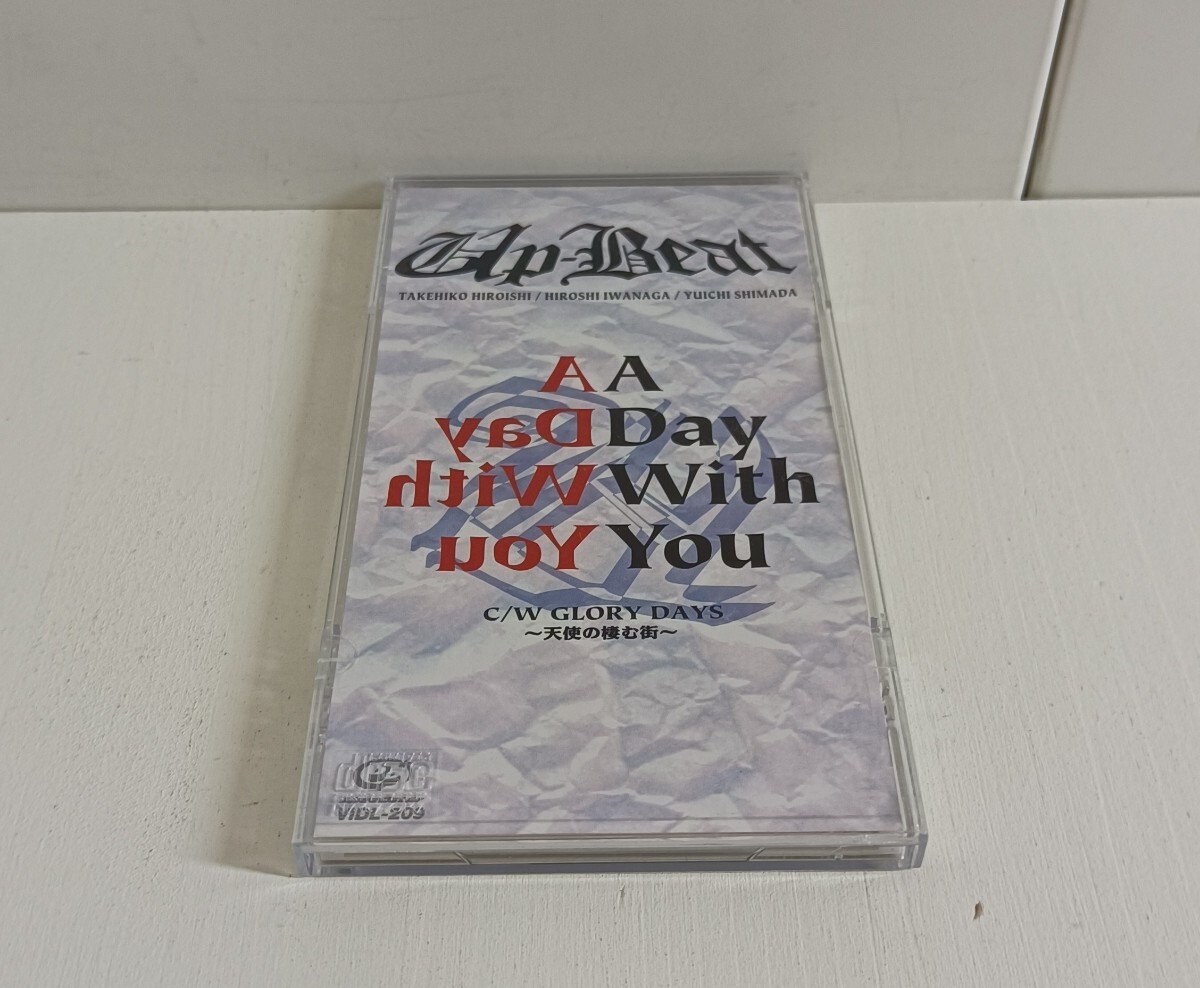 Up-Beat
TAKEHIKO HIROISHI / HIROSHI IWANAGA / YUICHI SHIMADA
A A
Day Day
With With
You You
C/W GLORY DAYS
〜天使の棲む街〜
VIDL-209